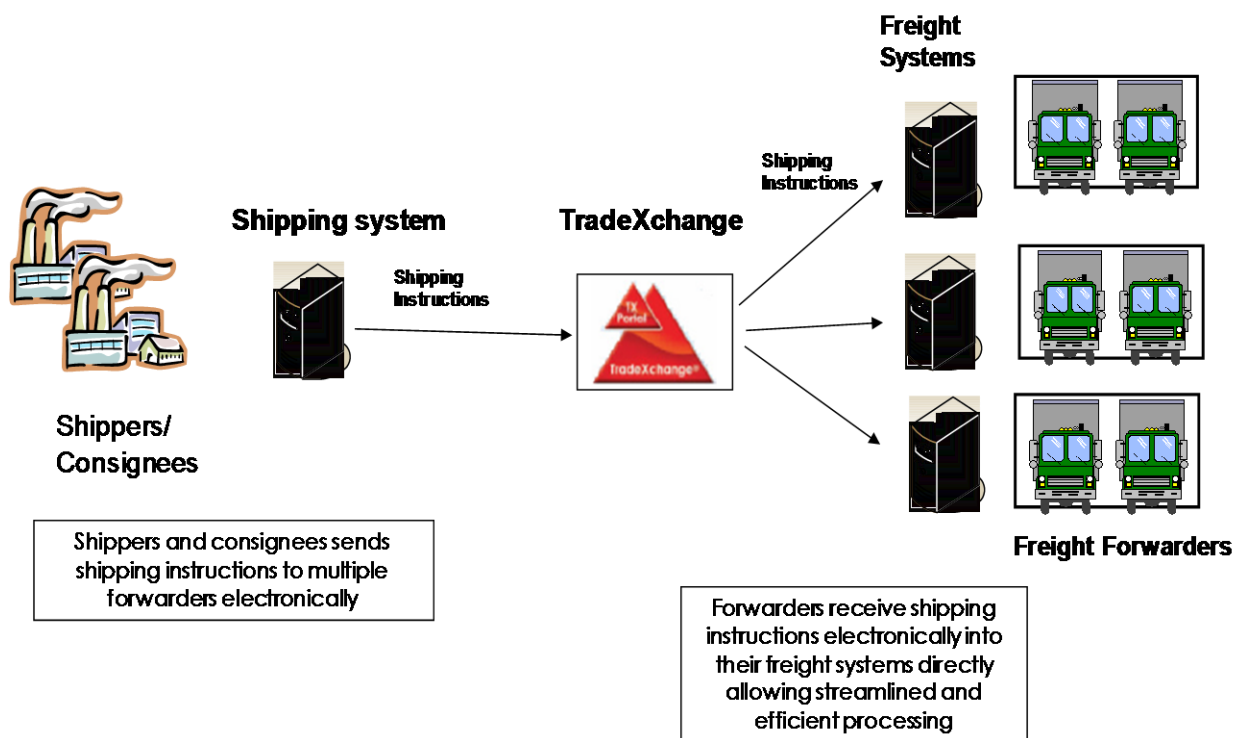 Freight
Systems
Shipping
Instructions
Shipping system
TradeXchange
Shipping
Instructions
TX
Portal
TradeXchange®
Shippers/
Consignees
Freight Forwarders
Shippers and consignees sends
shipping instructions to multiple
forwarders electronically
Forwarders receive shipping
instructions electronically into
their freight systems directly
allowing streamlined and
efficient processing